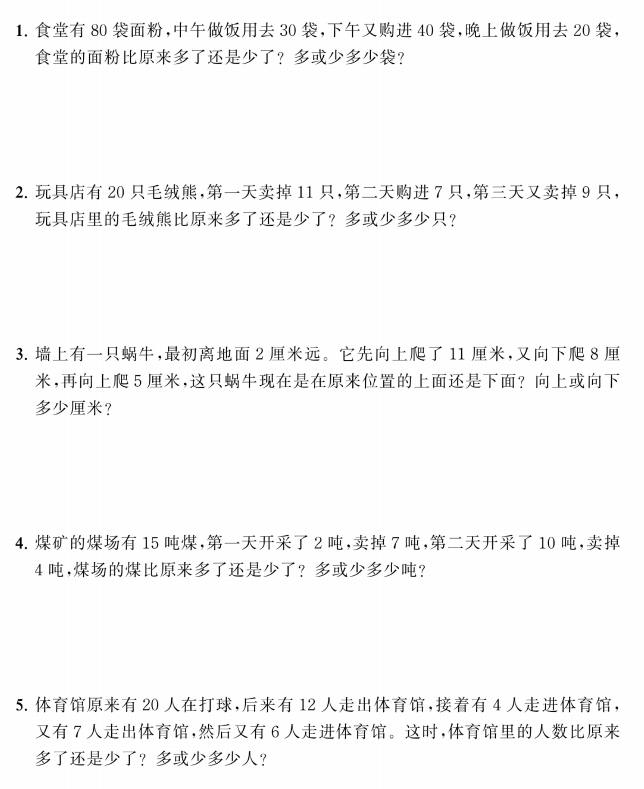 1. 食堂有 80 袋面粉,中午做饭用去 30 袋,下午又购进 40 袋,晚上做饭用去 20 袋,
食堂的面粉比原来多了还是少了? 多或少多少袋?
2. 玩具店有 20 只毛绒熊,第一天卖掉 11 只,第二天购进 7 只,第三天又卖掉 9 只,
玩具店里的毛绒熊比原来多了还是少了? 多或少多少只?
3. 墙上有一只蜗牛,最初离地面 2 厘米远。它先向上爬了 11 厘米,又向下爬 8 厘
米,再向上爬 5 厘米,这只蜗牛现在是在原来位置的上面还是下面? 向上或向下
多少厘米?
4. 煤矿的煤场有 15 吨煤,第一天开采了 2 吨,卖掉 7 吨,第二天开采了 10 吨,卖掉
4 吨,煤场的煤比原来多了还是少了? 多或少多少吨?
5. 体育馆原来有 20 人在打球,后来有 12 人走出体育馆,接着有 4 人走进体育馆,
又有 7 人走出体育馆,然后又有 6 人走进体育馆。这时,体育馆里的人数比原来
多了还是少了? 多或少多少人?